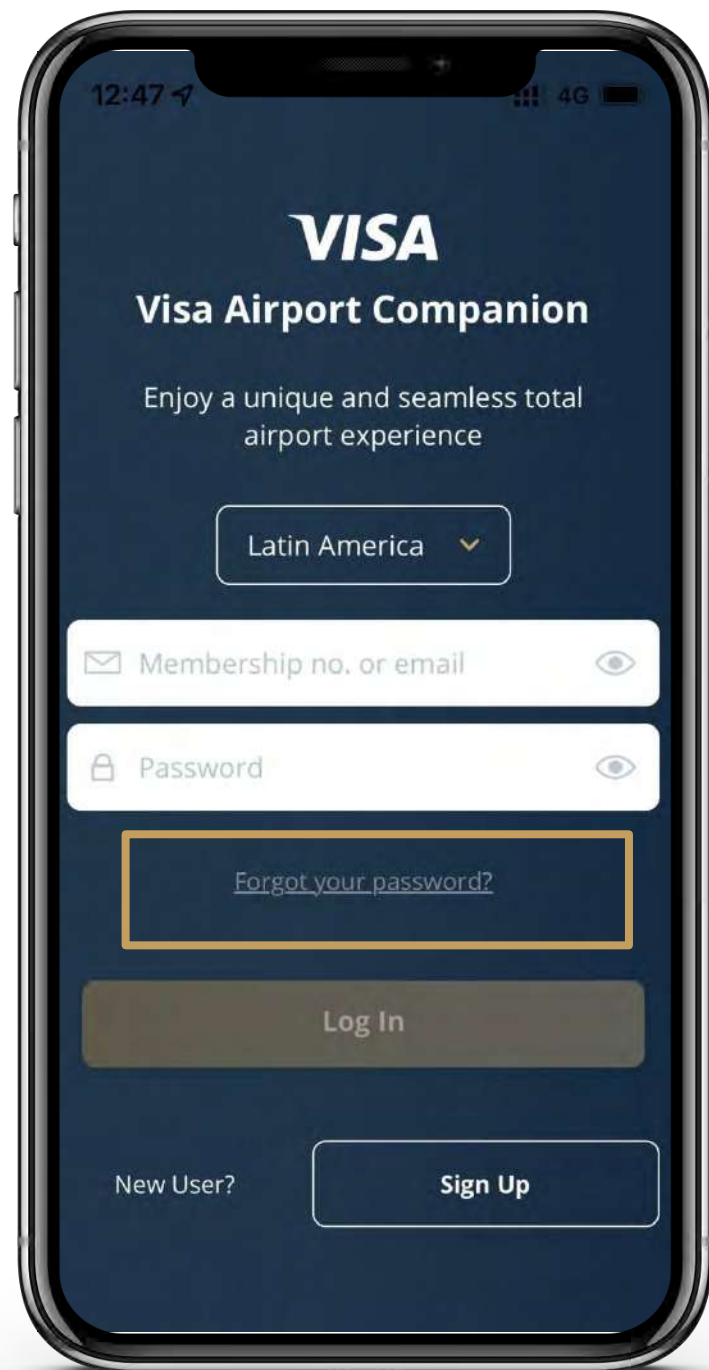 12:47
4G
VISA
Visa Airport Companion
Enjoy a unique and seamless total
airport experience
Latin America
Membership no. or email
Password
Forgot your password?
Log In
New User?
Sign Up